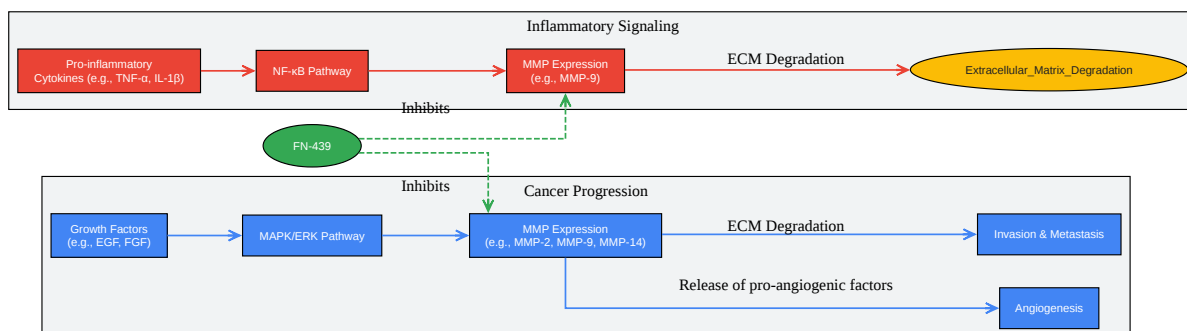 Inflammatory Signaling
Pro-inflammatory
Cytokines (e.g., TNF-α, IL-1β)
NF-κB Pathway
MMP Expression
(e.g., MMP-9)
ECM Degradation
Extracellular_Matrix_Degradation
Inhibits
FN-439
Inhibits
Cancer Progression
Growth Factors
(e.g., EGF, FGF)
MAPK/ERK Pathway
MMP Expression
(e.g., MMP-2, MMP-9, MMP-14)
ECM Degradation
Invasion & Metastasis
Release of pro-angiogenic factors
Angiogenesis